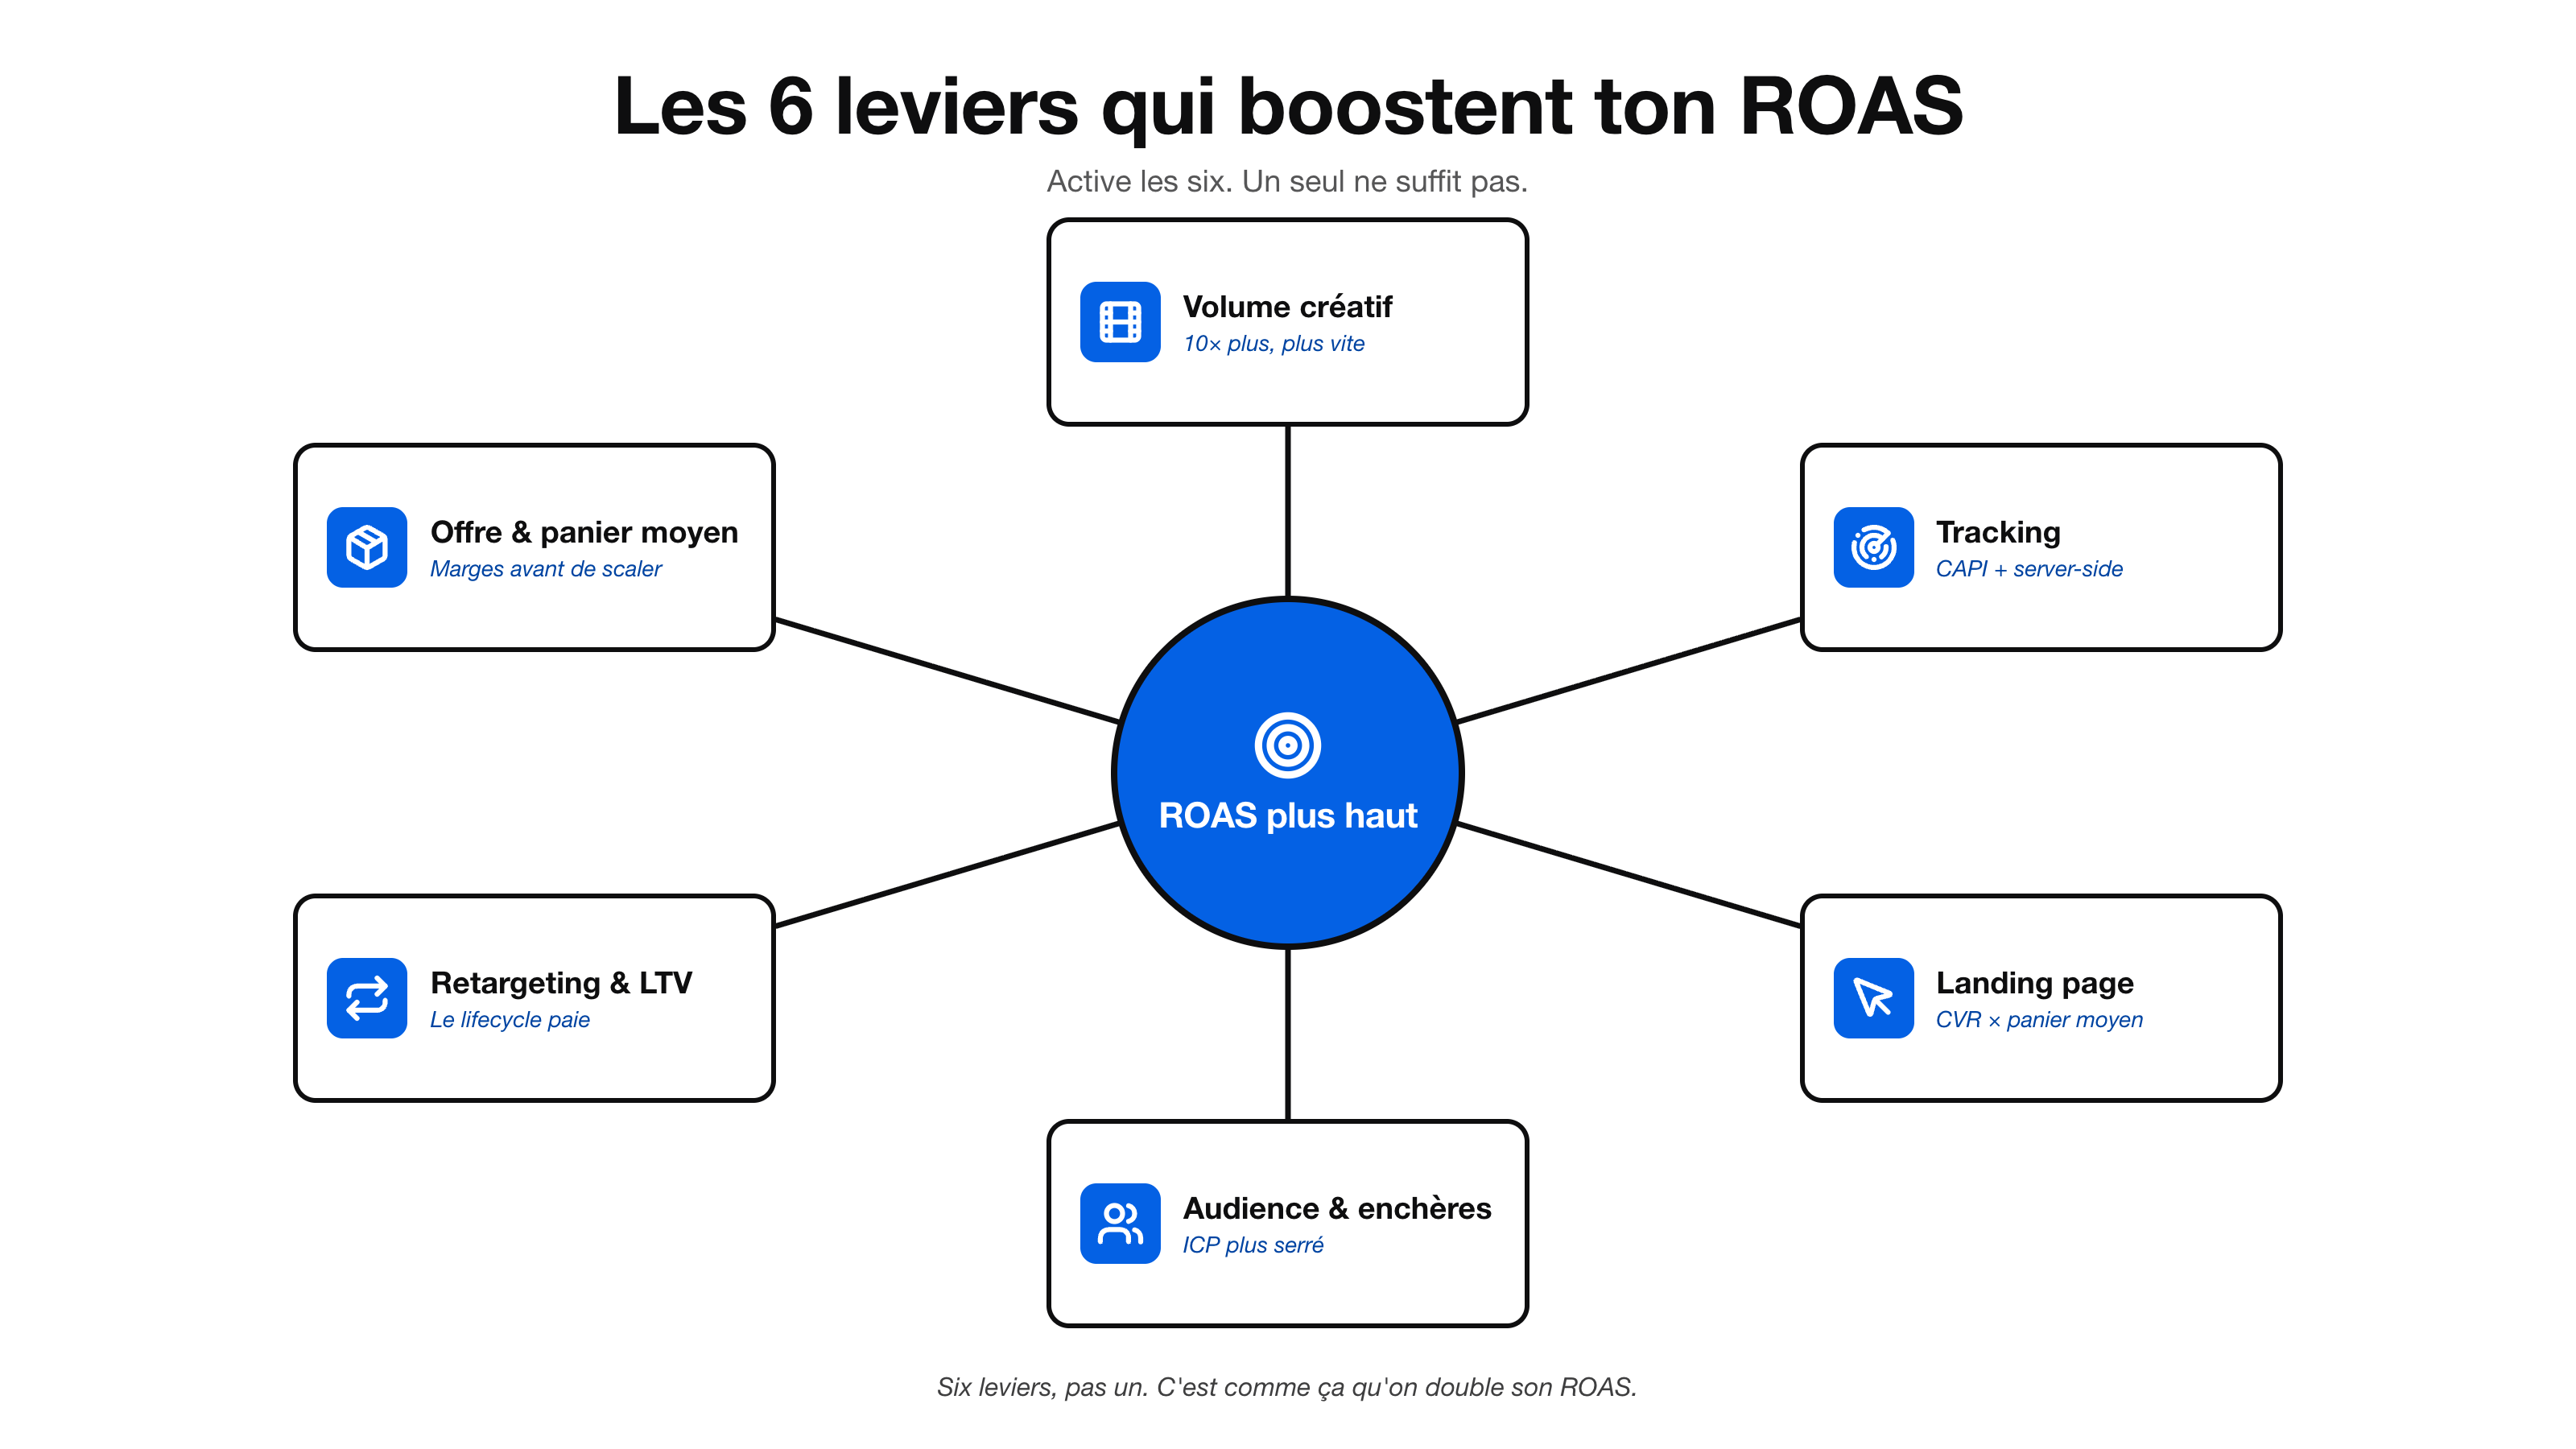 Les 6 leviers qui boostent ton ROAS
Active les six. Un seul ne suffit pas.
Volume créatif
10× plus, plus vite
Offre & panier moyen
Marges avant de scaler
Tracking
CAPI + server-side
ROAS plus haut
Retargeting & LTV
Le lifecycle paie
Landing page
CVR × panier moyen
Audience & enchères
ICP plus serré
Six leviers, pas un. C'est comme ça qu'on double son ROAS.